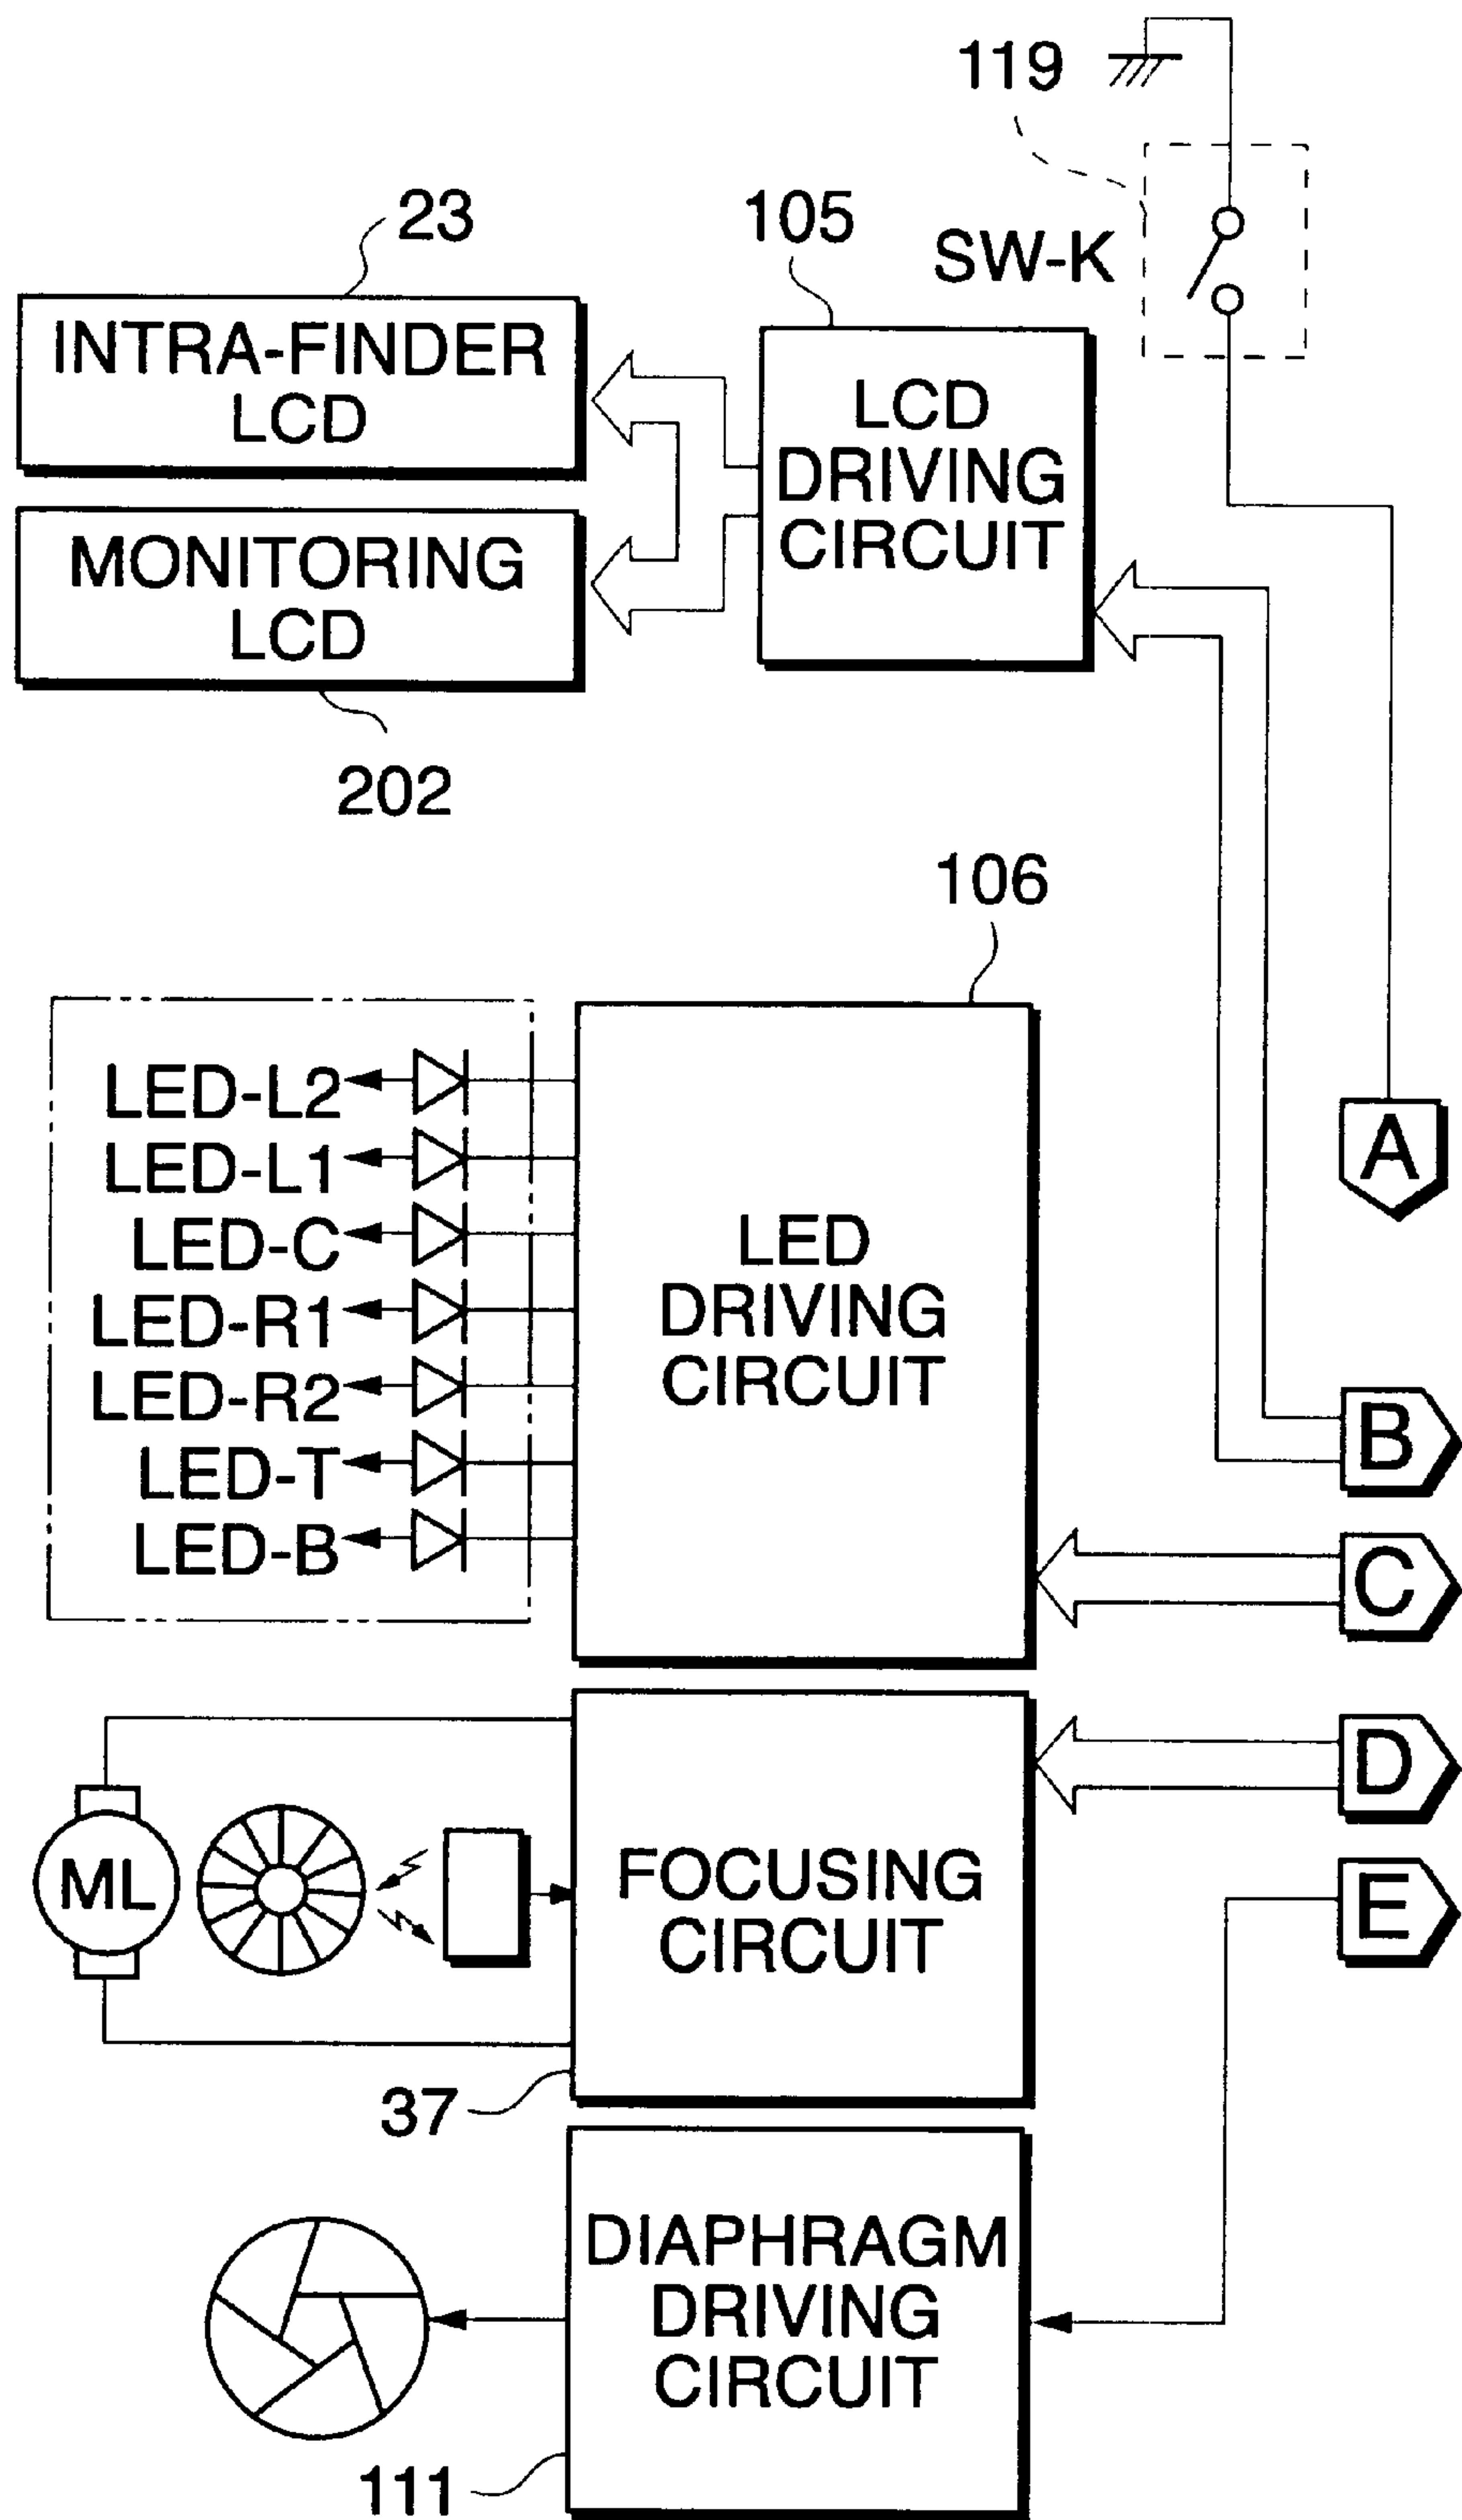 119
23
105
SW-K
INTRA-FINDER
LCD
LCD
DRIVING
CIRCUIT
MONITORING
LCD
202
106
LED-L2
LED-L1
LED-C
LED-R1
LED-R2
LED-T
LED-B
LED
DRIVING
CIRCUIT
A
B
C
D
E
ML
FOCUSING
CIRCUIT
37
DIAPHRAGM
DRIVING
CIRCUIT
111